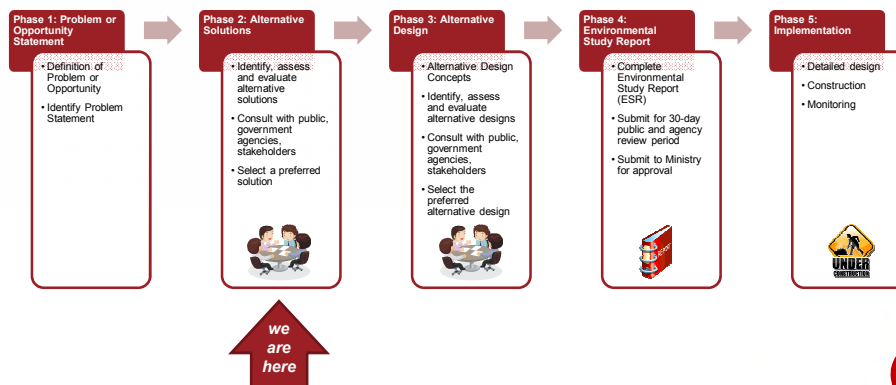 Phase 1: Problem or
Opportunity
Statement
• Definition of
Problem or
Opportunity
• Identify Problem
Statement
Phase 2: Alternative
Solutions
• Identify, assess
and evaluate
alternative
solutions
• Consult with public,
government
agencies,
stakeholders
• Select a preferred
solution
Phase 3: Alternative
Design
• Alternative Design
Concepts
• Identify, assess
and evaluate
alternative designs
• Consult with public,
government
agencies,
stakeholders
• Select the
preferred
alternative design
Phase 4:
Environmental
Study Report
• Complete
Environmental
Study Report
(ESR)
• Submit for 30-day
public and agency
review period
• Submit to Ministry
for approval
REPORT
Phase 5:
Implementation
• Detailed design
• Construction
• Monitoring
UNDER
CONSTRUCTION
we
are
here